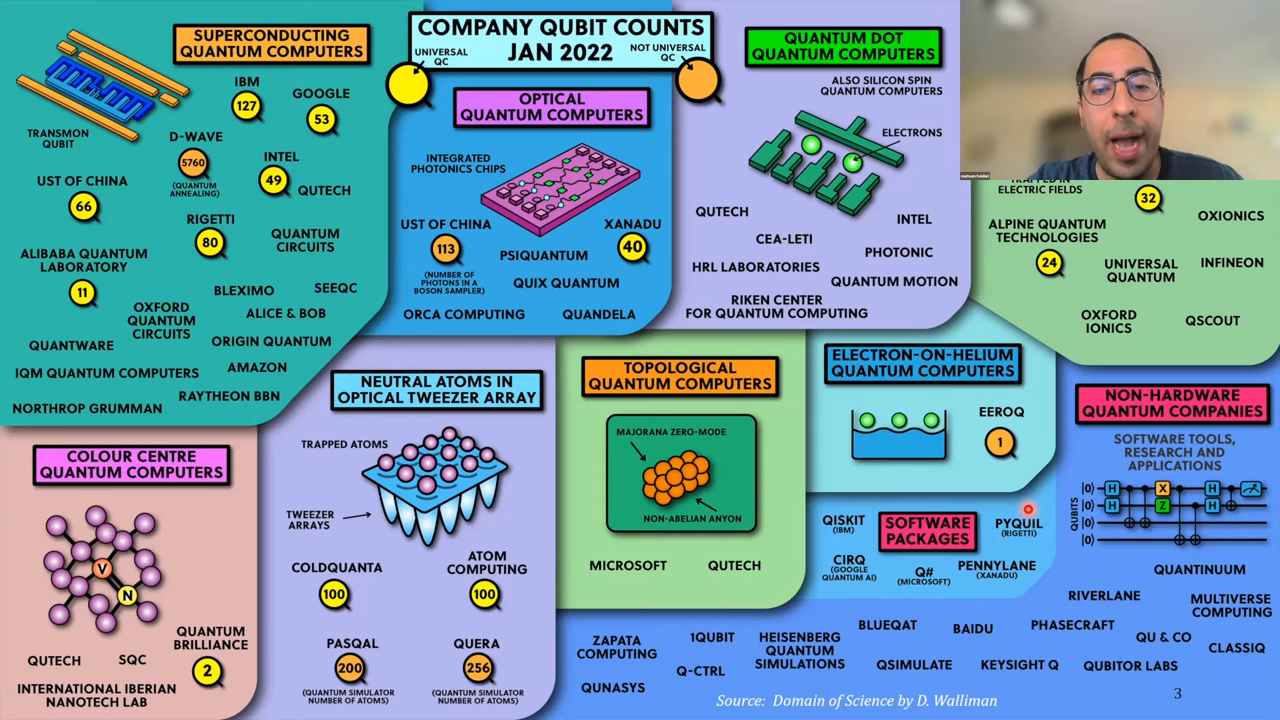 COMPANY QUBIT COUNTS
JAN 2022
UNIVERSAL
QC
NOT UNIVERSAL
QC
SUPERCONDUCTING
QUANTUM COMPUTERS
TRANSMON
QUBIT
IBM
127
GOOGLE
53
D-WAVE
5760
(QUANTUM
ANNEALING)
INTEL
49
QUTECH
UST OF CHINA
66
RIGETTI
80
QUANTUM
CIRCUITS
ALIBABA QUANTUM
LABORATORY
11
BLEXIMO
SEEQC
OXFORD
QUANTUM
CIRCUITS
ALICE & BOB
QUANTWARE
ORIGIN QUANTUM
IQM QUANTUM COMPUTERS
AMAZON
RAYTHEON BBN
NORTHROP GRUMMAN
OPTICAL
QUANTUM COMPUTERS
INTEGRATED
PHOTONICS CHIPS
UST OF CHINA
113
(NUMBER OF
PHOTONS IN A
BOSON SAMPLER)
XANADU
40
PSIQUANTUM
QUIX QUANTUM
ORCA COMPUTING
QUANDELA
QUANTUM DOT
QUANTUM COMPUTERS
ALSO SILICON SPIN
QUANTUM COMPUTERS
ELECTRONS
QUTECH
INTEL
CEA-LETI
PHOTONIC
HRL LABORATORIES
QUANTUM MOTION
RIKEN CENTER
FOR QUANTUM COMPUTING
ELECTRIC FIELDS
32
OXIONICS
ALPINE QUANTUM
TECHNOLOGIES
24
UNIVERSAL
QUANTUM
INFINEON
OXFORD
IONICS
QSCOUT
COLOUR CENTRE
QUANTUM COMPUTERS
V
N
QUANTUM
BRILLIANCE
2
QUTECH
SQC
INTERNATIONAL IBERIAN
NANOTECH LAB
NEUTRAL ATOMS IN
OPTICAL TWEEZER ARRAY
TRAPPED ATOMS
TWEEZER
ARRAYS
COLDQUANTA
100
ATOM
COMPUTING
100
PASQAL
200
(QUANTUM SIMULATOR
NUMBER OF ATOMS)
QUERA
256
(QUANTUM SIMULATOR
NUMBER OF ATOMS)
TOPOLOGICAL
QUANTUM COMPUTERS
MAJORANA ZERO-MODE
NON-ABELIAN ANYON
MICROSOFT
QUTECH
ELECTRON-ON-HELIUM
QUANTUM COMPUTERS
EEROQ
1
SOFTWARE
PACKAGES
QISKIT
(IBM)
PYQUIL
(RIGETTI)
CIRQ
(GOOGLE
QUANTUM AI)
Q#
(MICROSOFT)
PENNYLANE
(XANADU)
NON-HARDWARE
QUANTUM COMPANIES
SOFTWARE TOOLS,
RESEARCH AND
APPLICATIONS
QUBITS
|0⟩ H X H
|0⟩ H Z H
|0⟩
|0⟩
QUANTINUUM
RIVERLANE
MULTIVERSE
COMPUTING
BLUEQAT
BAIDU
PHASECRAFT
QU & CO
CLASSIQ
ZAPATA
COMPUTING
1QUBIT
HEISENBERG
QUANTUM
SIMULATIONS
QSIMULATE
KEYSIGHT Q
QUBITOR LABS
Q-CTRL
QUNASYS
Source: Domain of Science by D. Walliman
3